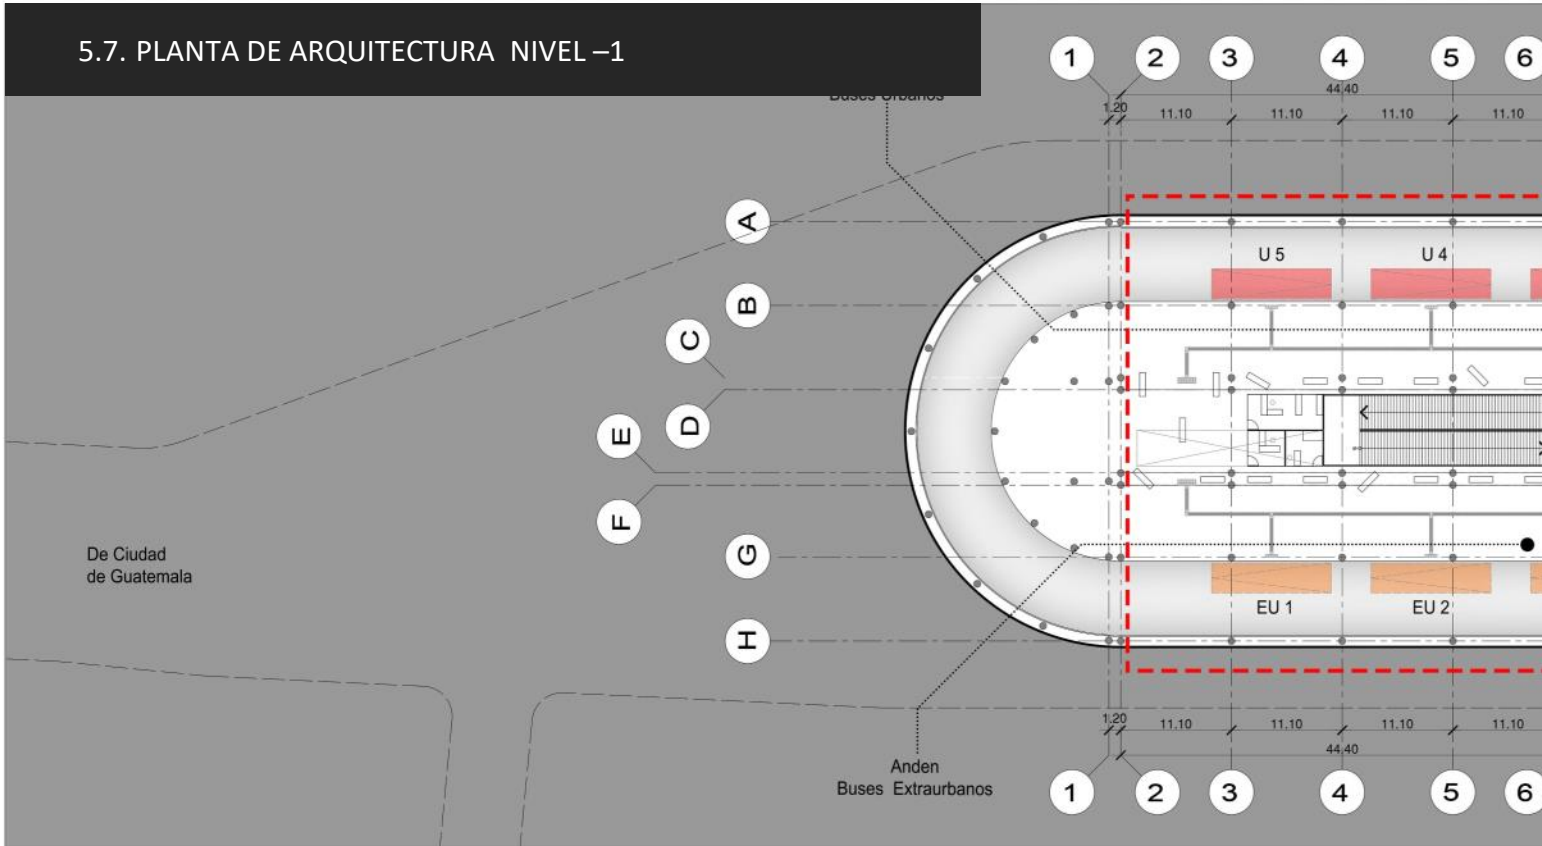 5.7. PLANTA DE ARQUITECTURA NIVEL –1
1 2 3 4 5 6
Buses Urbanos
44.40
1.20 11.10 11.10 11.10 11.10
A
U 5 U 4
B
C
D
E
F
De Ciudad
de Guatemala
G
EU 1 EU 2
H
1.20 11.10 11.10 11.10 11.10
44.40
Anden
Buses Extraurbanos
1 2 3 4 5 6